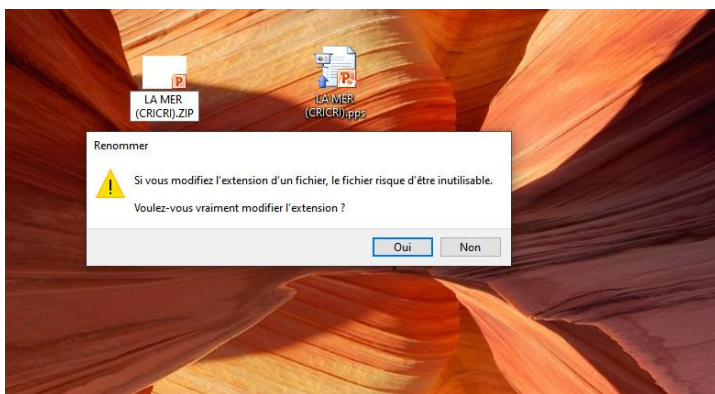 LA MER
(CRICRI).ZIP
LA MER
(CRICRI).pps
Renommer
Si vous modifiez l'extension d'un fichier, le fichier risque d'être inutilisable.
Voulez-vous vraiment modifier l'extension ?
Oui Non